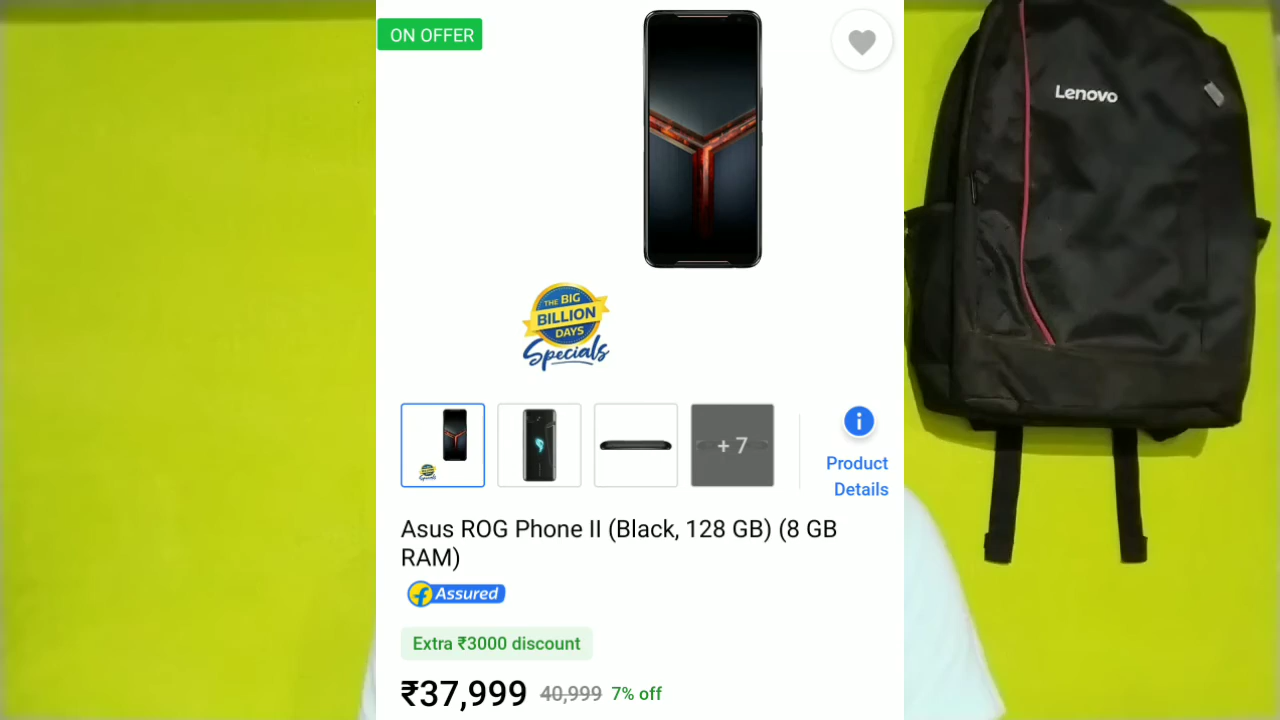 ON OFFER
Lenovo
THE BIG
BILLION
DAYS
Specials
+ 7
Product
Details
Asus ROG Phone II (Black, 128 GB) (8 GB
RAM)
Assured
Extra ₹3000 discount
₹37,999 40,999 7% off